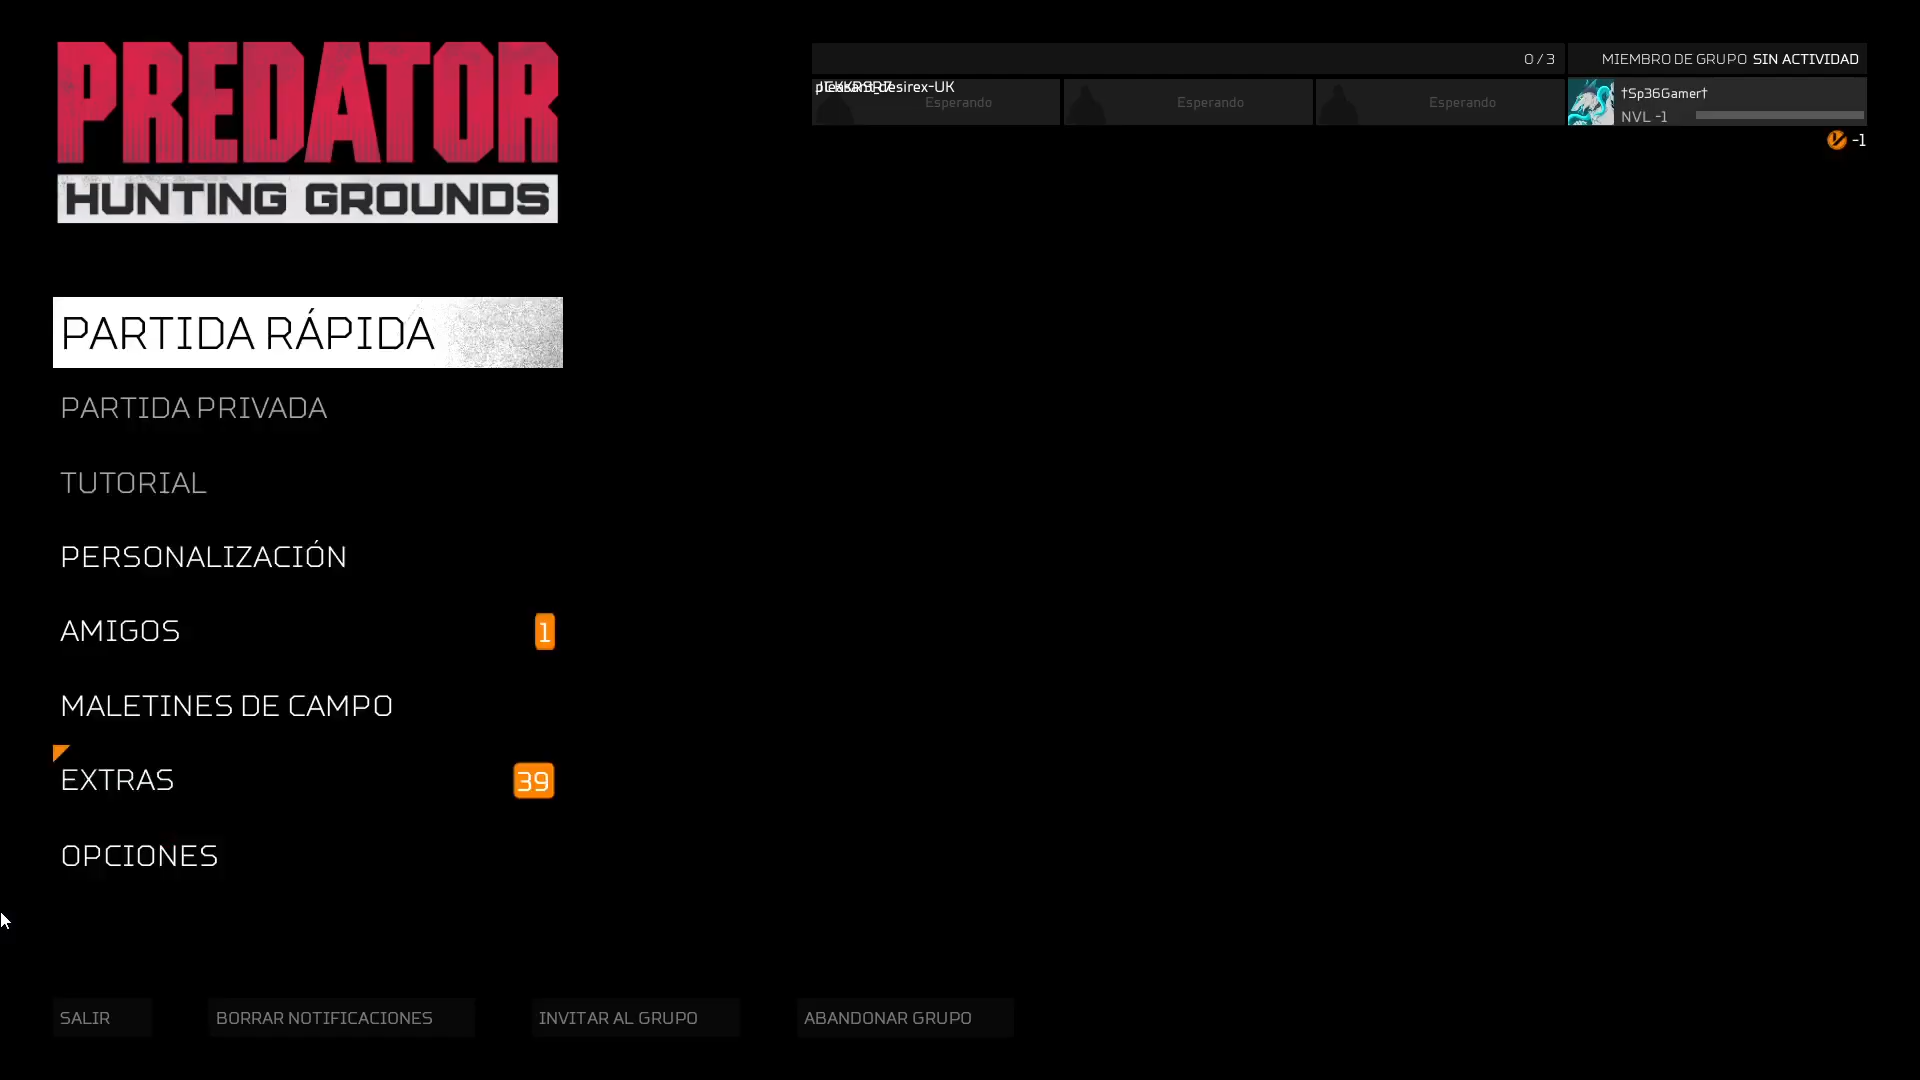 PREDATOR
HUNTING GROUNDS
0 / 3
MIEMBRO DE GRUPO SIN ACTIVIDAD
Esperando
Esperando
Esperando
†Sp36Gamer†
NVL -1
-1
PARTIDA RÁPIDA
PARTIDA PRIVADA
TUTORIAL
PERSONALIZACIÓN
AMIGOS 1
MALETINES DE CAMPO
EXTRAS 39
OPCIONES
SALIR
BORRAR NOTIFICACIONES
INVITAR AL GRUPO
ABANDONAR GRUPO